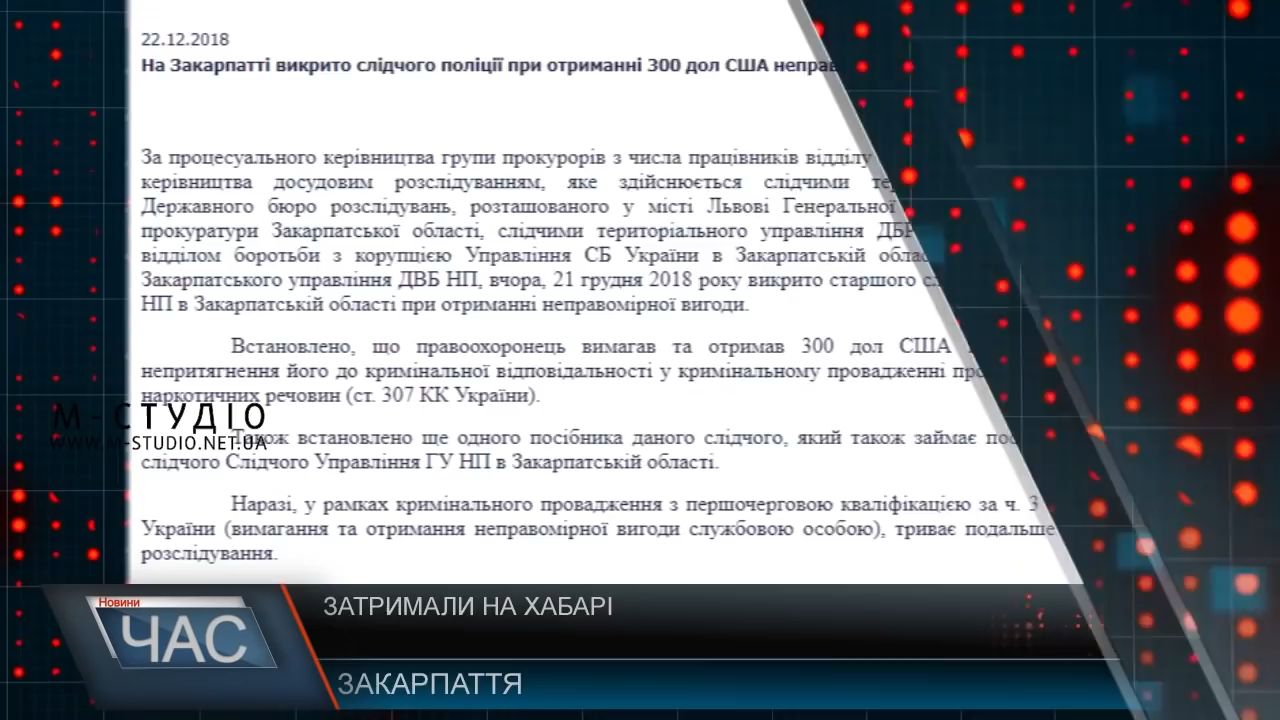 22.12.2018
На Закарпатті викрито слідчого поліції при отриманні 300 дол США неправ
За процесуального керівництва групи прокурорів з числа працівників відділу
керівництва досудовим розслідуванням, яке здійснюється слідчими
Державного бюро розслідувань, розташованого у місті Львові Генеральної
прокуратури Закарпатської області, слідчими територіального управління ДБР
відділом боротьби з корупцією Управління СБ України в Закарпатській
Закарпатського управління ДВБ НП, вчора, 21 грудня 2018 року викрито старшого
НП в Закарпатській області при отриманні неправомірної вигоди.
Встановлено, що правоохоронець вимагав та отримав 300 дол США
непритягнення його до кримінальної відповідальності у кримінальному провадженні
наркотичних речовин (ст. 307 КК України).
М-СТУДІО
Також встановлено ще одного посібника даного слідчого, який також займає
WWW.M-STUDIO.NET.UA
слідчого Слідчого Управління ГУ НП в Закарпатській області.
Наразі, у рамках кримінального провадження з першочерговою кваліфікацією за ч. 3
України (вимагання та отримання неправомірної вигоди службовою особою), триває подальше
розслідування.
Новини
ЧАС
ЗАТРИМАЛИ НА ХАБАРІ
ЗАКАРПАТТЯ